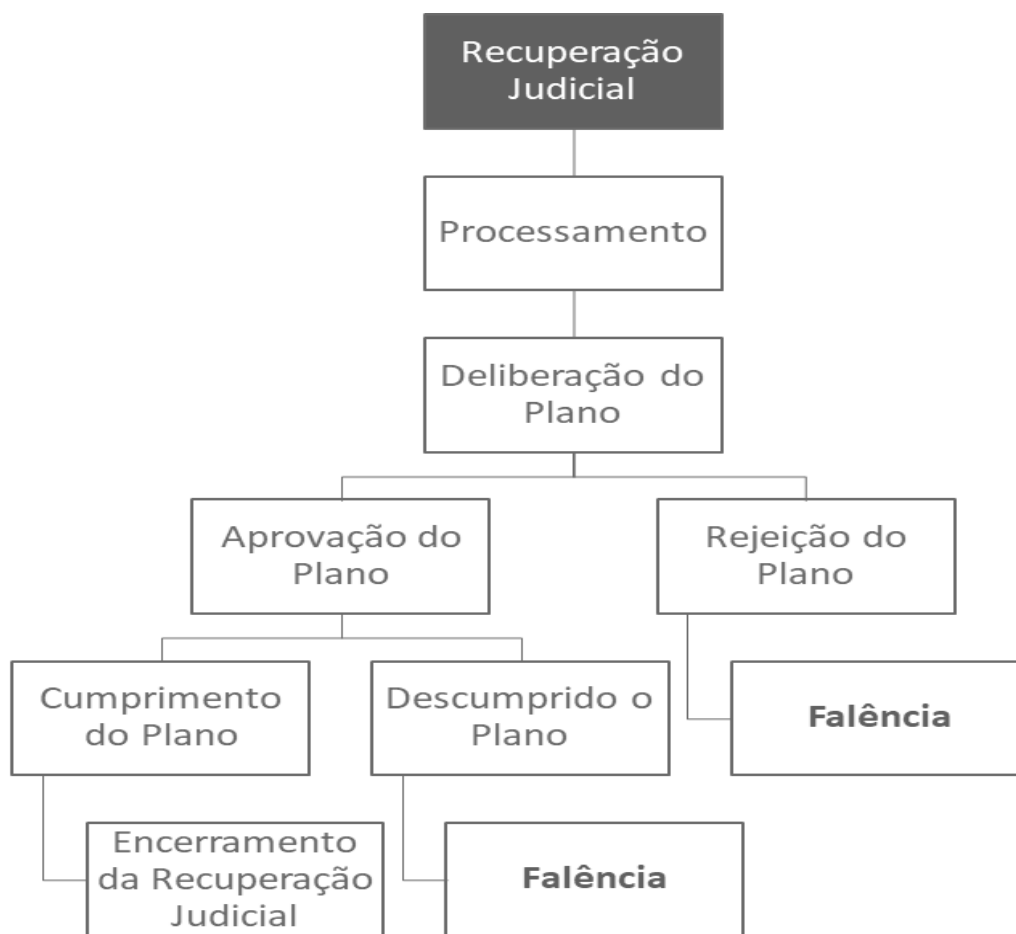 Recuperação
Judicial
Processamento
Deliberação do
Plano
Aprovação do
Plano
Rejeição do
Plano
Cumprimento
do Plano
Descumprido o
Plano
Falência
Encerramento
da Recuperação
Judicial
Falência